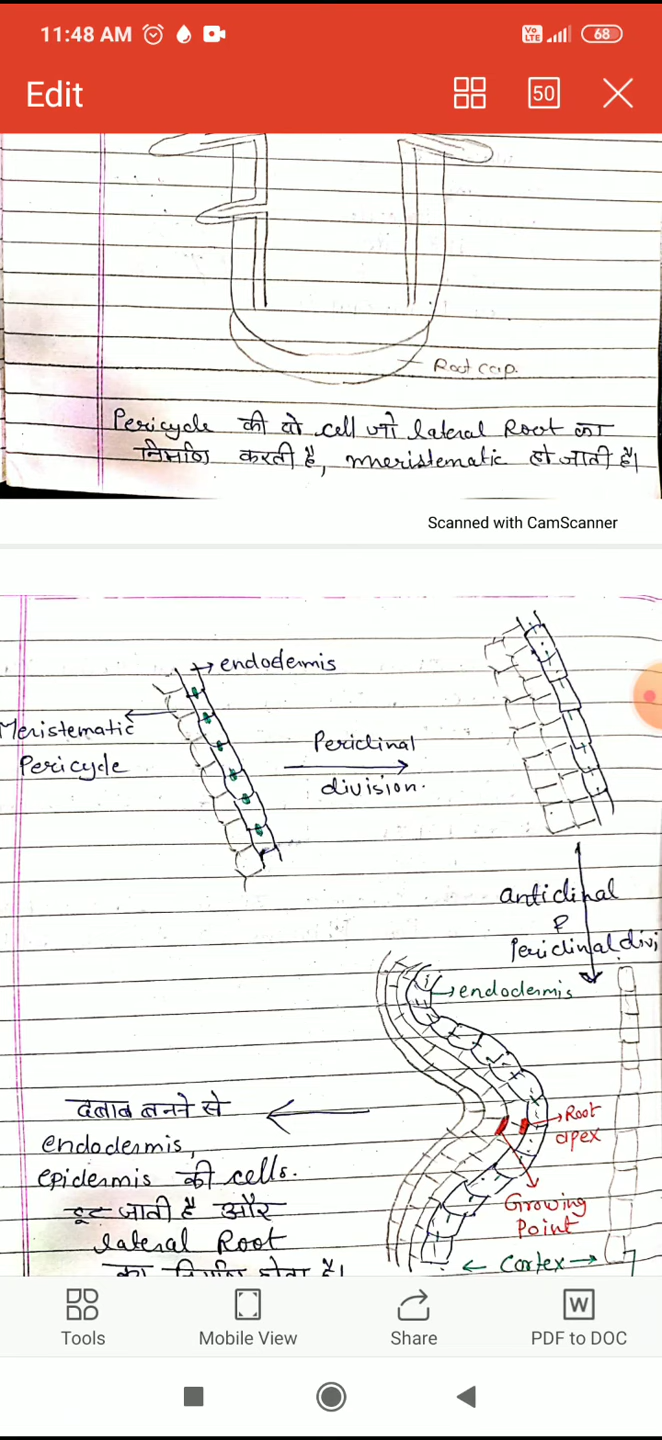 11:48 AM
Vo LTE
68
Edit
50
Root cap.
Pericycle की वो cell जो lateral Root का
निर्माण करती है, meristematic हो जाती हैं।
Scanned with CamScanner
endodermis
Meristematic
Pericycle
Periclinal
division.
anticlinal
&
Periclinal divi
endodermis
दबाब बनने से
endodermis,
epidermis की cells.
टूट जाती हैं और
lateral Root
का निर्माण होता है।
Root
apex
Growing
Point
Cortex
Tools
Mobile View
Share
W
PDF to DOC